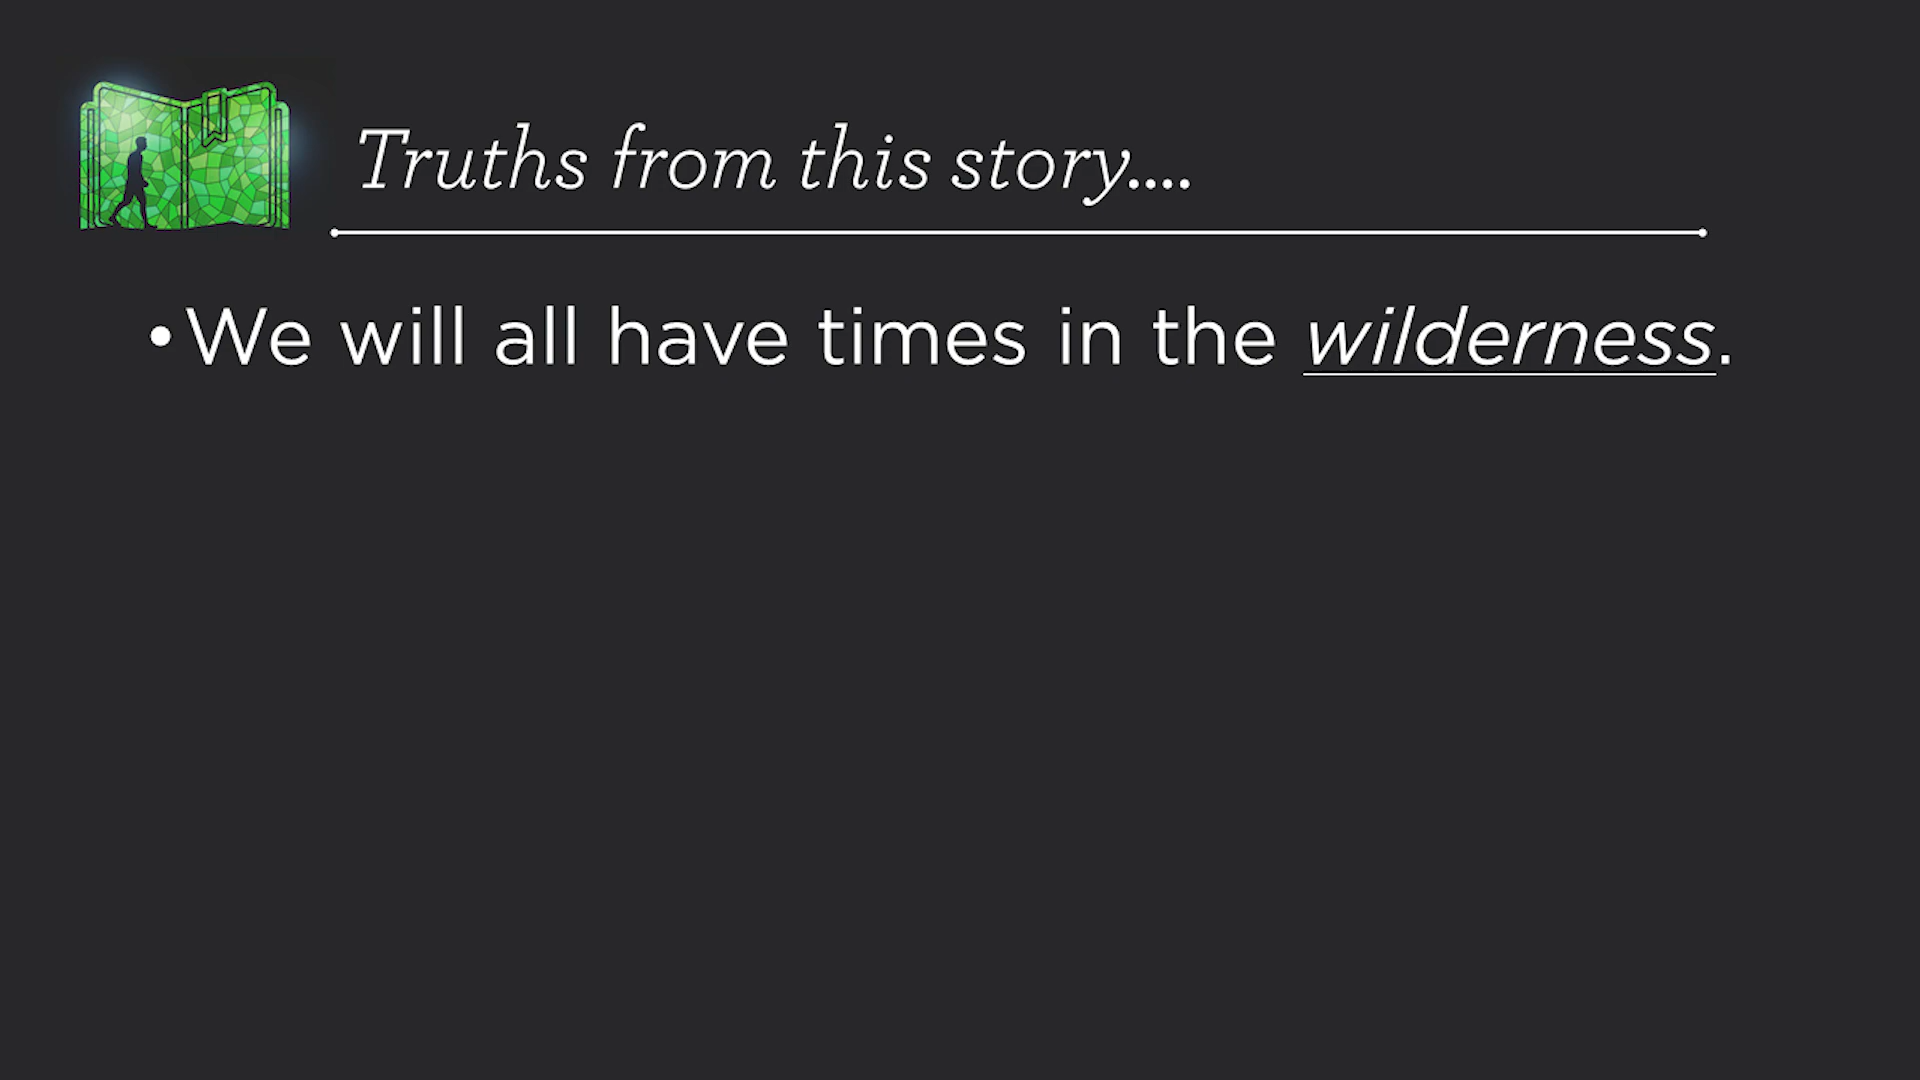 Truths from this story....
•We will all have times in the wilderness.